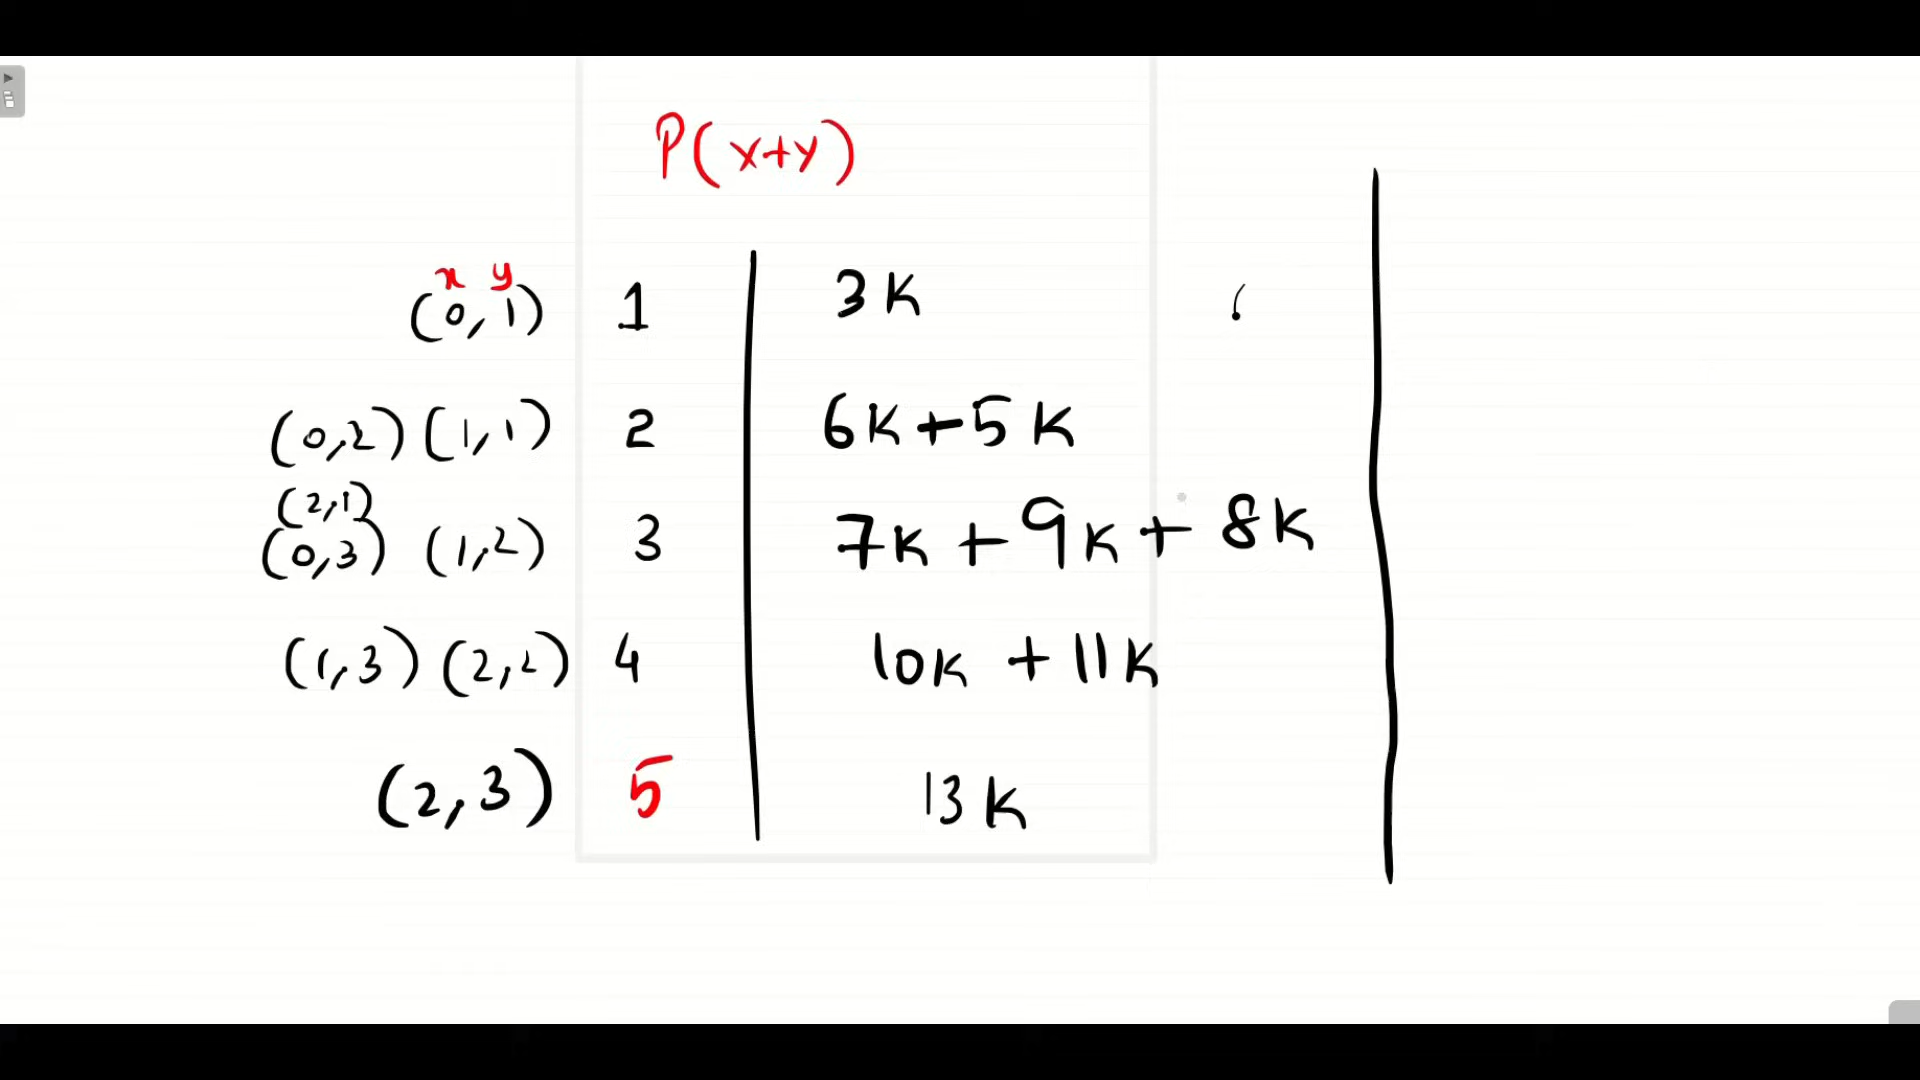 P(x+y)
x y
(0,1) 1 3K (
(0,2) (1,1) 2 6K+5K
(2,1)
(0,3) (1,2) 3 7K+9K+8K
(1,3) (2,2) 4 10K+11K
(2,3) 5 13K